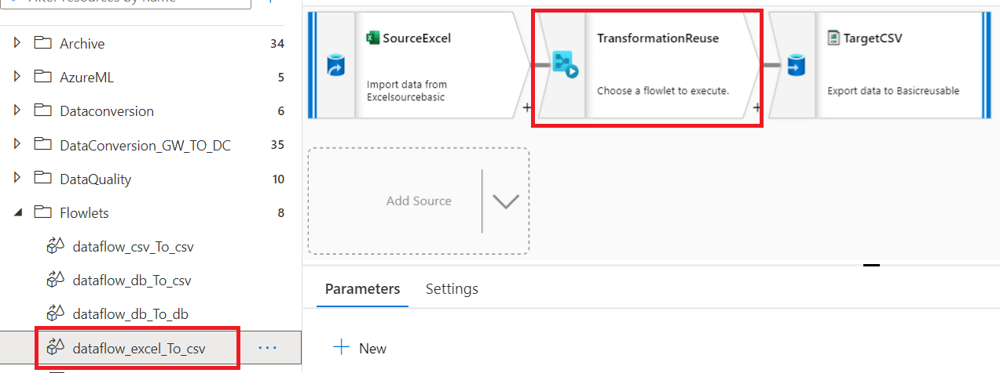 Filter resources by name
Archive 34
AzureML 5
Dataconversion 6
DataConversion_GW_TO_DC 35
DataQuality 10
Flowlets 8
dataflow_csv_To_csv
dataflow_db_To_csv
dataflow_db_To_db
dataflow_excel_To_csv
SourceExcel
Import data from
Excelsourcebasic
TransformationReuse
Choose a flowlet to execute.
TargetCSV
Export data to Basicreusable
Add Source
Parameters Settings
New